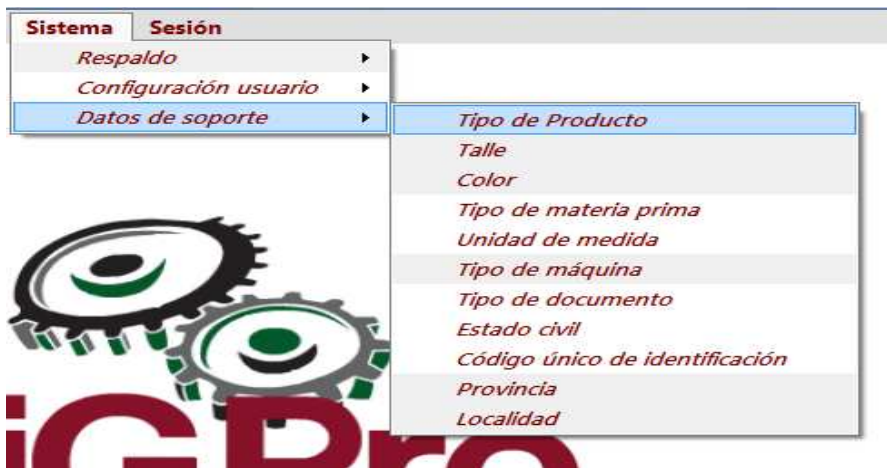 Sistema Sesión
Respaldo
Configuración usuario
Datos de soporte
Tipo de Producto
Talle
Color
Tipo de materia prima
Unidad de medida
Tipo de máquina
Tipo de documento
Estado civil
Código único de identificación
Provincia
Localidad
iGPro